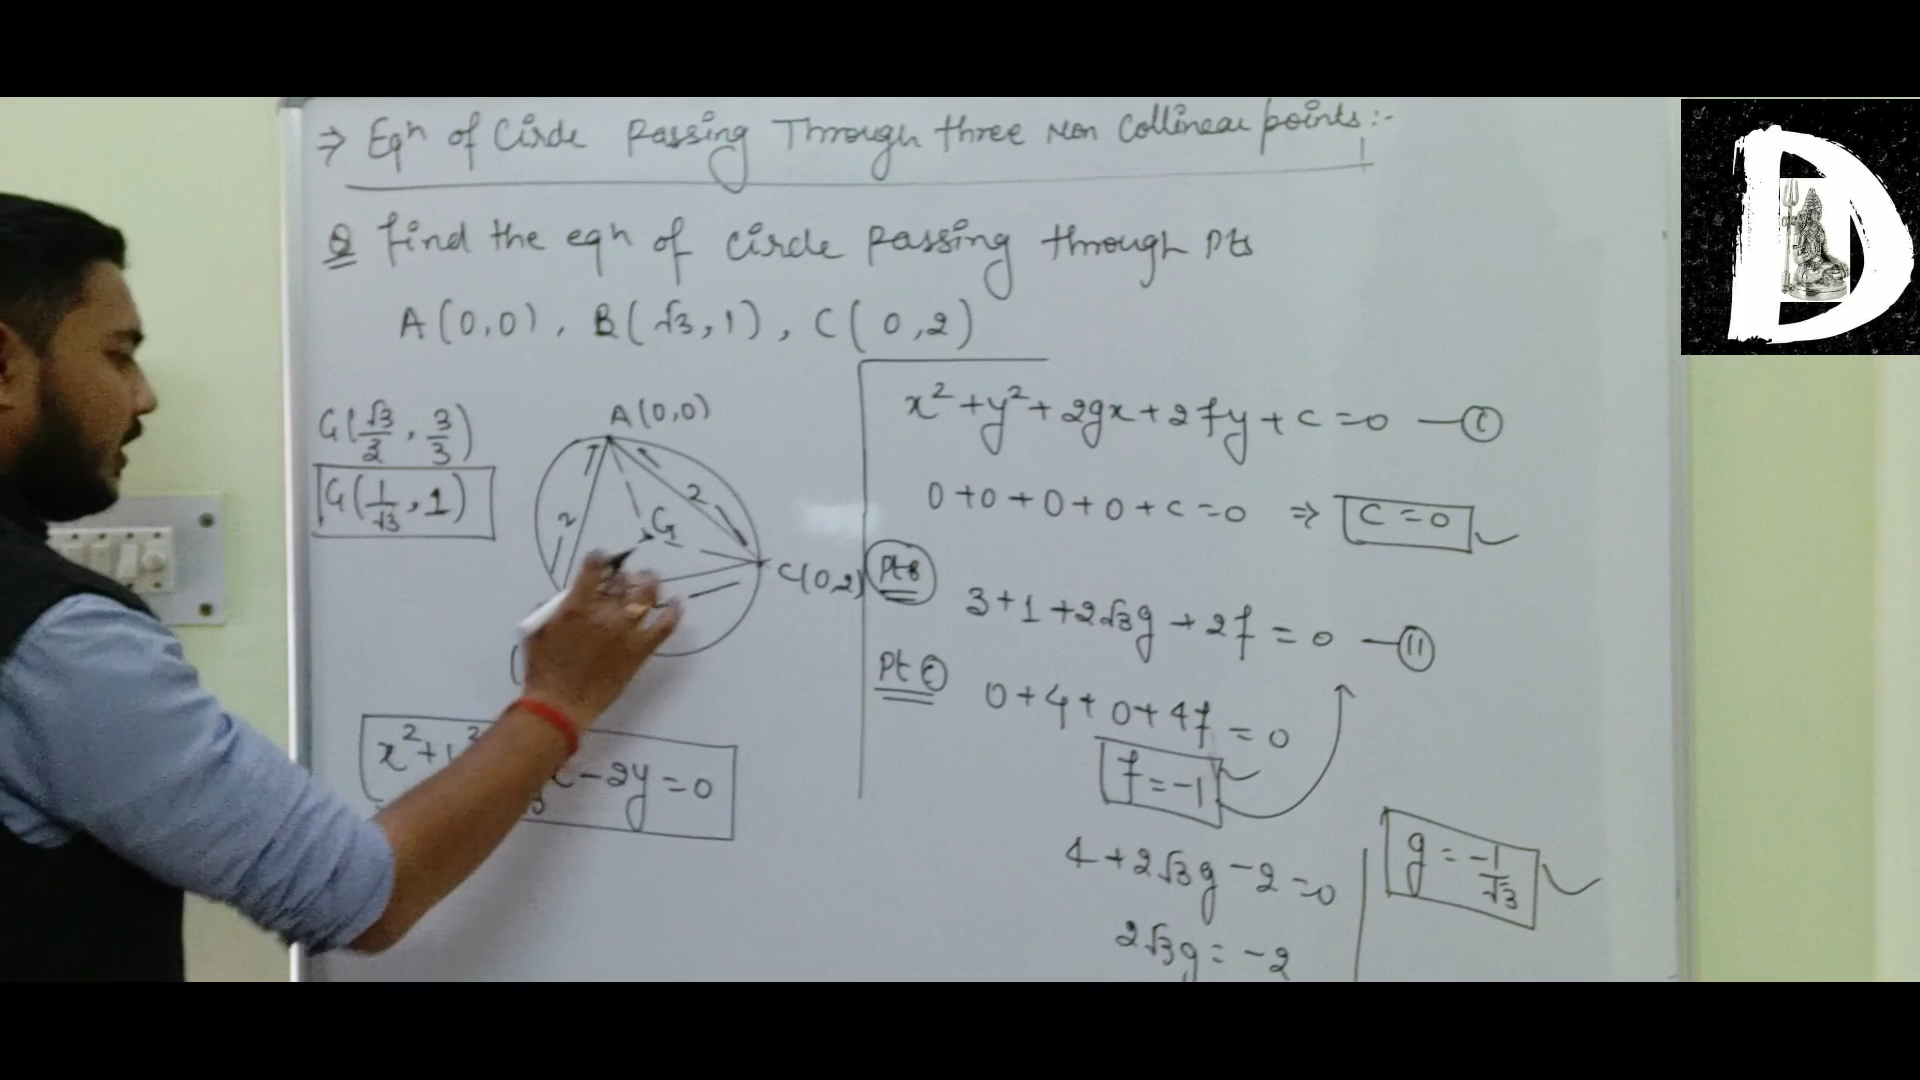 ⇒ Eqn of Circle Passing Through three Non Collinear points:-
Q find the eqn of circle passing through Pts
A(0,0), B(√3,1), C(0,2)
G(√3/3, 3/3)
G(1/√3, 1)
A(0,0)
2
2
G
C(0,2)
x²+ - 2y = 0
x² + y² + 2gx + 2fy + c = 0 — I
0+0+0+0+c=0 ⇒ c=0
Pt B
3+1+2√3g+2f=0 — II
Pt C
0+4+0+4f=0
f=-1
4+2√3g-2=0
g=-1/√3
2√3g=-2
D